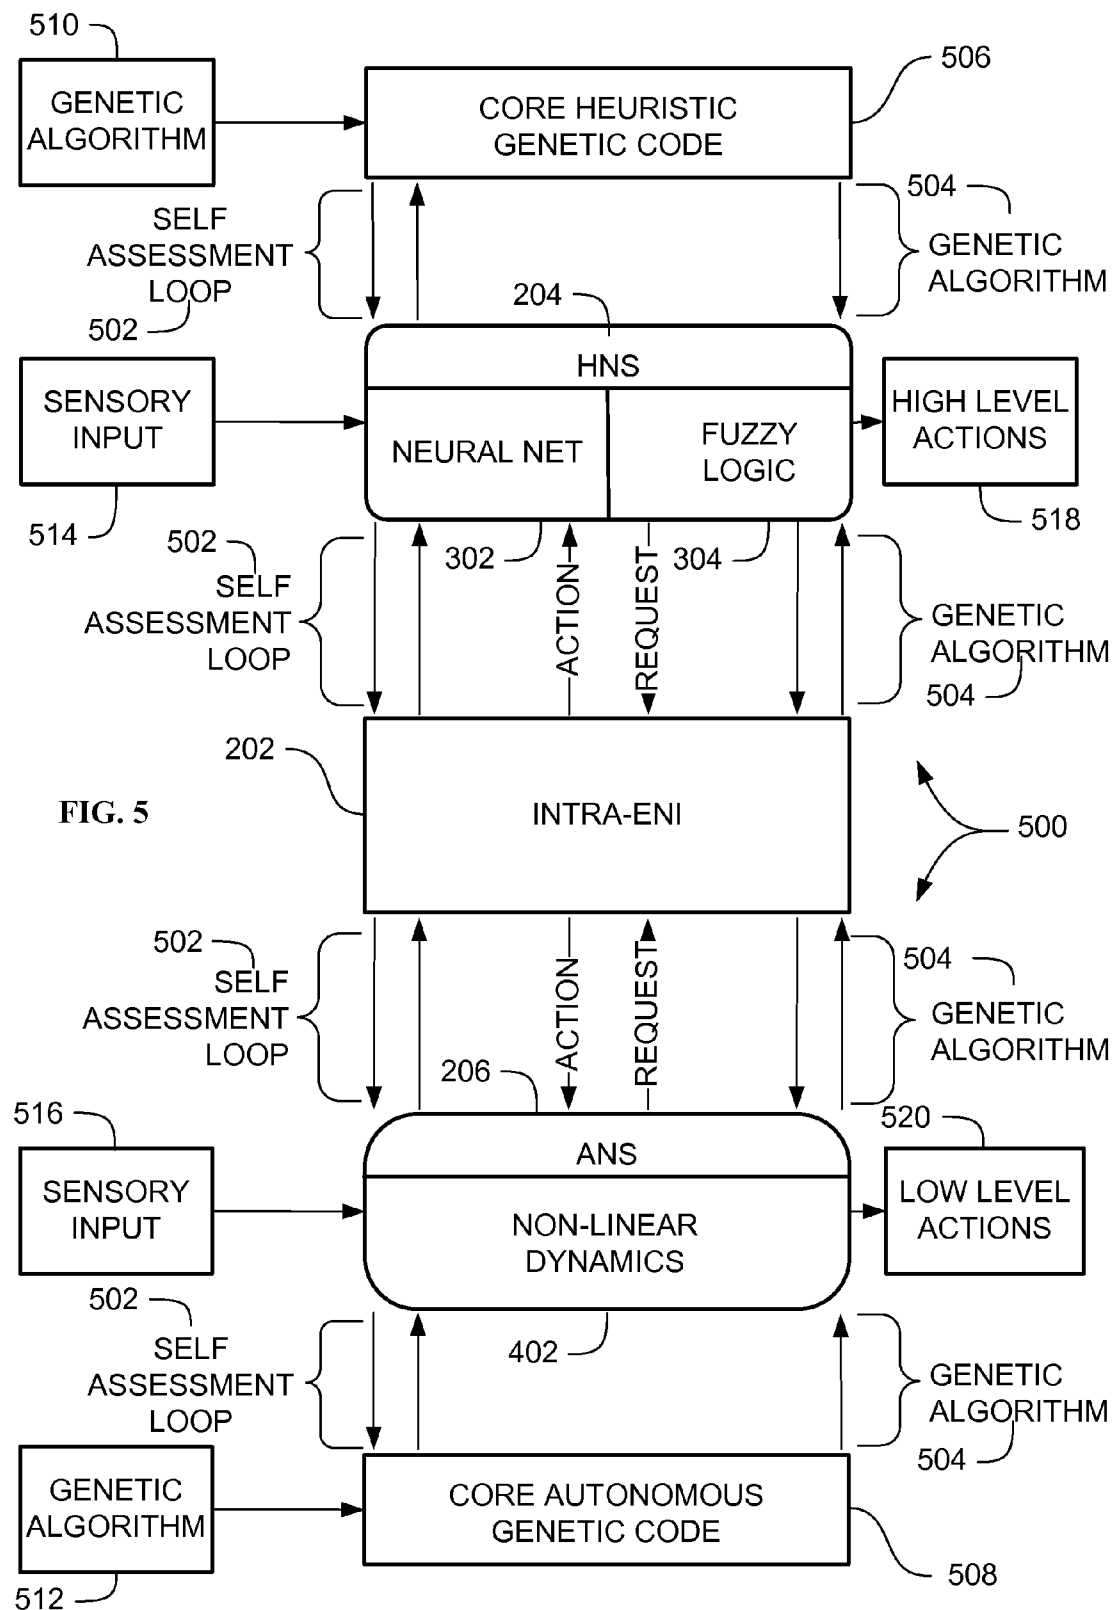 510
GENETIC
ALGORITHM
CORE HEURISTIC
GENETIC CODE
506
SELF
ASSESSMENT
LOOP
502
504
GENETIC
ALGORITHM
204
HNS
SENSORY
INPUT
514
NEURAL NET
FUZZY
LOGIC
HIGH LEVEL
ACTIONS
518
302
304
502
SELF
ASSESSMENT
LOOP
ACTION
REQUEST
GENETIC
ALGORITHM
504
202
INTRA-ENI
FIG. 5
500
502
SELF
ASSESSMENT
LOOP
ACTION
REQUEST
504
GENETIC
ALGORITHM
206
516
SENSORY
INPUT
ANS
NON-LINEAR
DYNAMICS
520
LOW LEVEL
ACTIONS
402
502
SELF
ASSESSMENT
LOOP
GENETIC
ALGORITHM
504
GENETIC
ALGORITHM
512
CORE AUTONOMOUS
GENETIC CODE
508